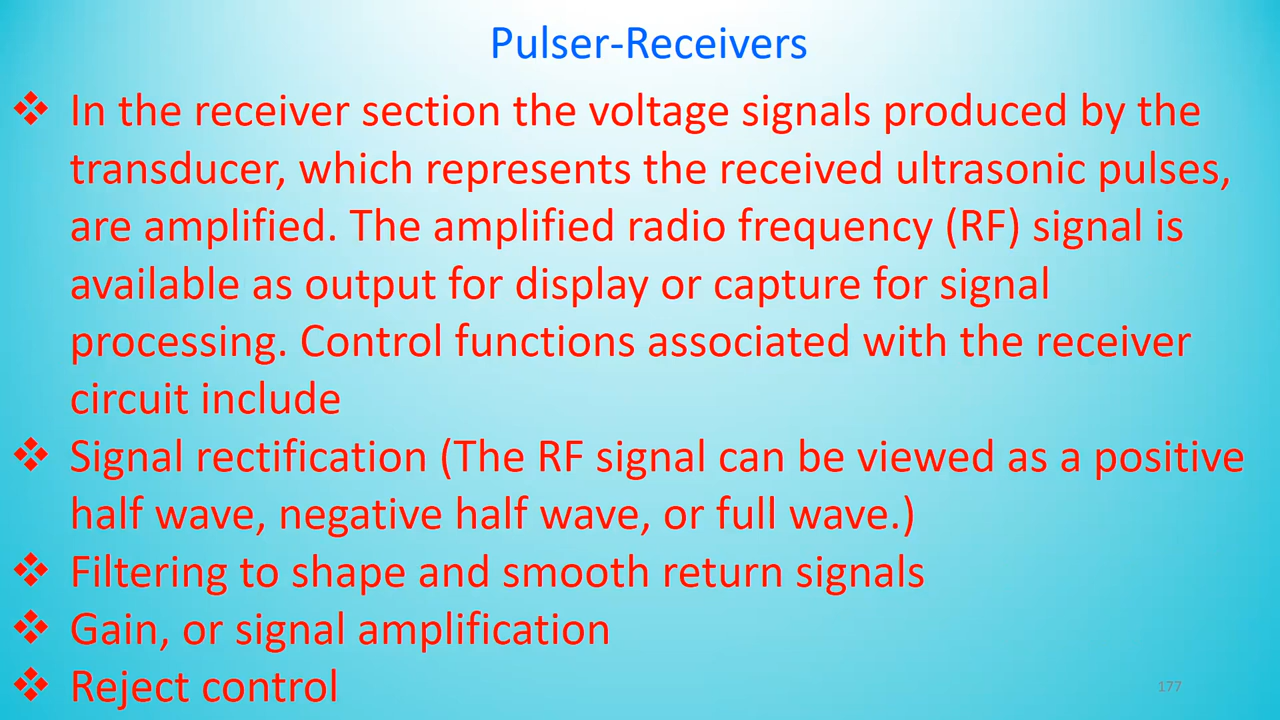 Pulser-Receivers
❖ In the receiver section the voltage signals produced by the
transducer, which represents the received ultrasonic pulses,
are amplified. The amplified radio frequency (RF) signal is
available as output for display or capture for signal
processing. Control functions associated with the receiver
circuit include
❖ Signal rectification (The RF signal can be viewed as a positive
half wave, negative half wave, or full wave.)
❖ Filtering to shape and smooth return signals
❖ Gain, or signal amplification
❖ Reject control
177